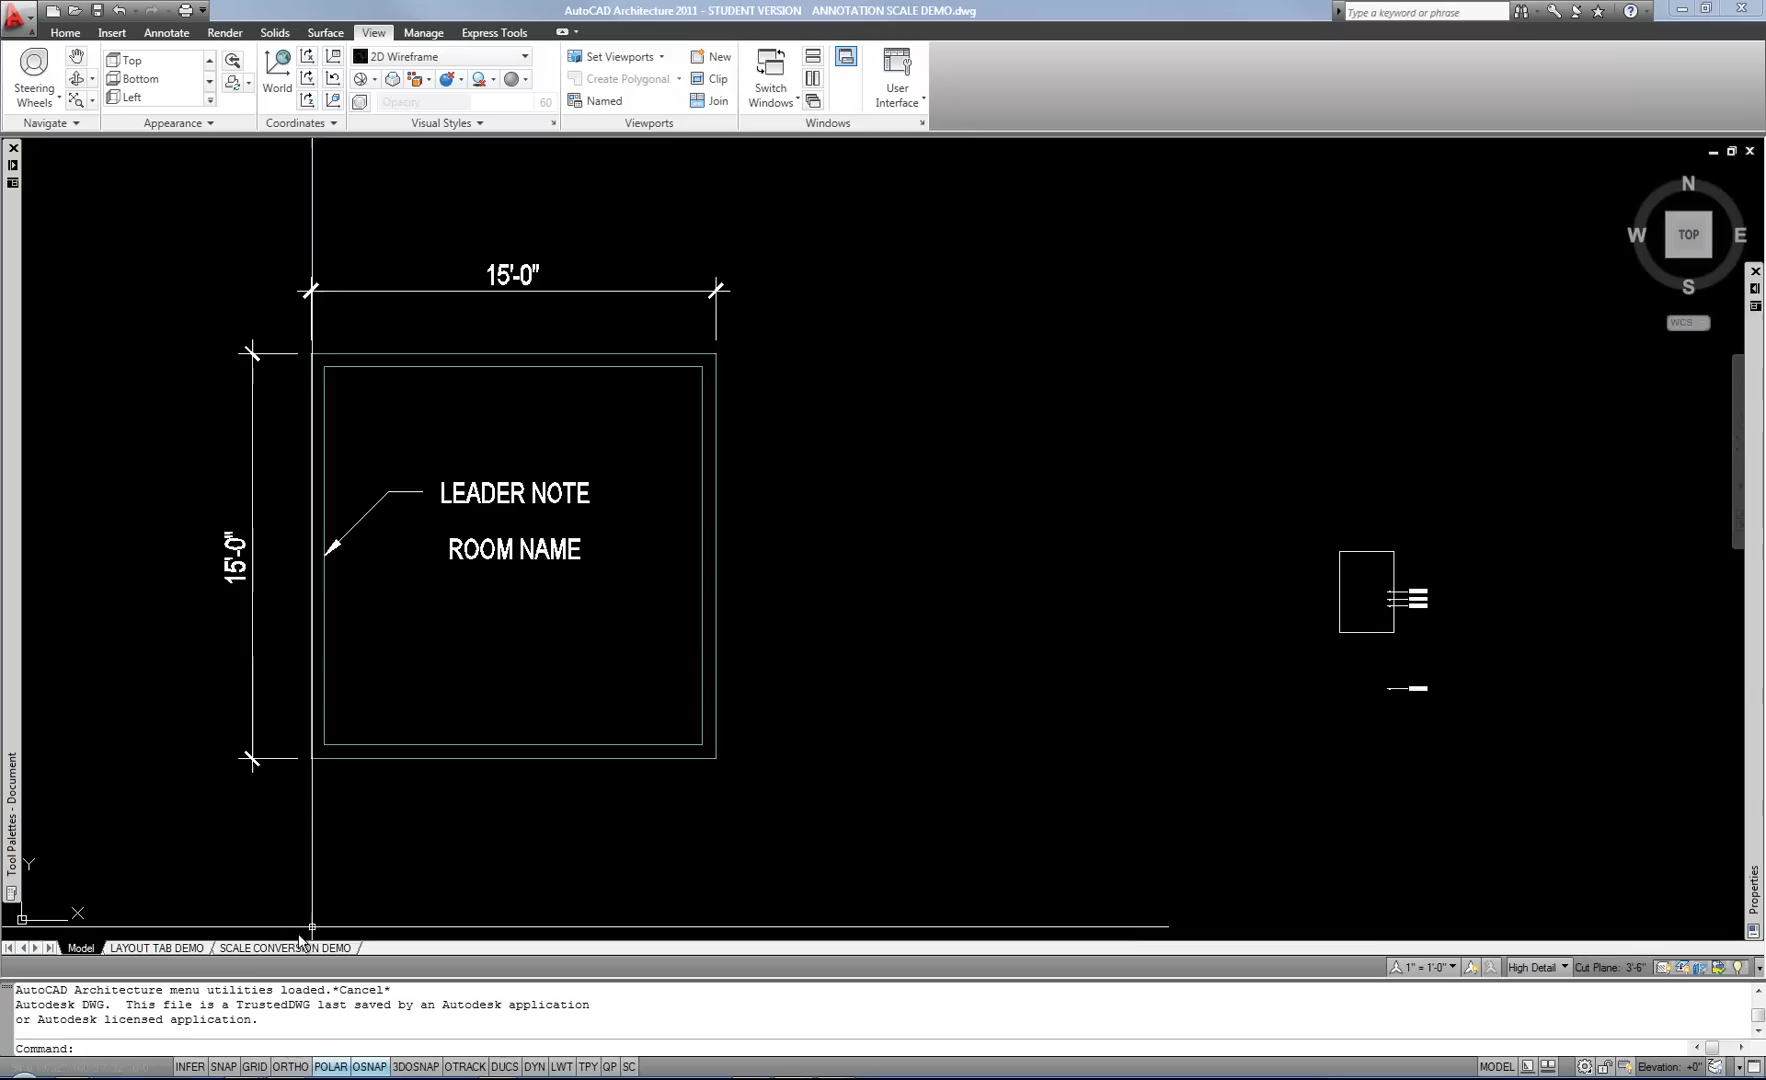 AutoCAD Architecture 2011 - STUDENT VERSION ANNOTATION SCALE DEMO.dwg
Type a keyword or phrase
Home Insert Annotate Render Solids Surface View Manage Express Tools
Steering Wheels
Top
Bottom
Left
World
2D Wireframe
Opacity 60
Set Viewports
Create Polygonal
Named
New
Clip
Join
Switch Windows
User Interface
Navigate Appearance Coordinates Visual Styles Viewports Windows
N
W TOP E
S
WCS
15'-0"
15'-0"
LEADER NOTE
ROOM NAME
Tool Palettes - Document
Properties
Y
X
Model LAYOUT TAB DEMO SCALE CONVERSION DEMO
1" = 1'-0" High Detail Cut Plane: 3'-6"
AutoCAD Architecture menu utilities loaded.*Cancel*
Autodesk DWG. This file is a TrustedDWG last saved by an Autodesk application
or Autodesk licensed application.
Command:
INFER SNAP GRID ORTHO POLAR OSNAP 3DOSNAP OTRACK DUCS DYN LWT TPY QP SC MODEL Elevation: +0"